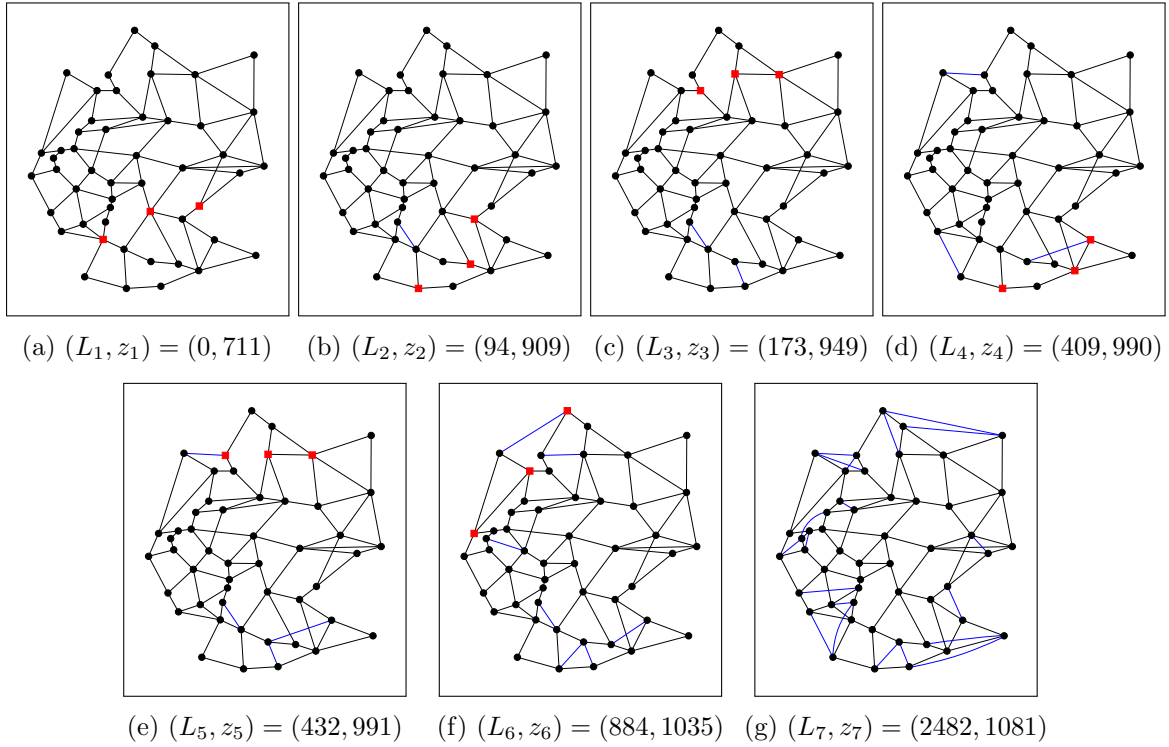 (a) (L₁, z₁) = (0, 711) (b) (L₂, z₂) = (94, 909) (c) (L₃, z₃) = (173, 949) (d) (L₄, z₄) = (409, 990)
(e) (L₅, z₅) = (432, 991) (f) (L₆, z₆) = (884, 1035) (g) (L₇, z₇) = (2482, 1081)